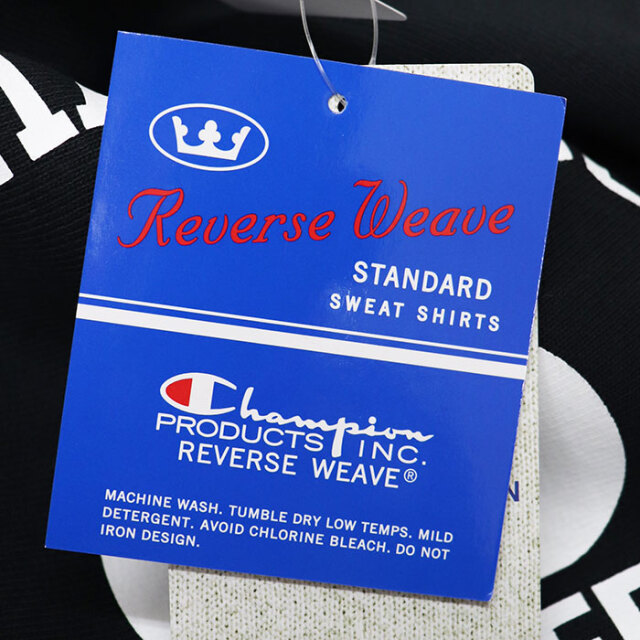 Reverse Weave
STANDARD
SWEAT SHIRTS
Champion
PRODUCTS INC.
REVERSE WEAVE®
MACHINE WASH. TUMBLE DRY LOW TEMPS. MILD
DETERGENT. AVOID CHLORINE BLEACH. DO NOT
IRON DESIGN.